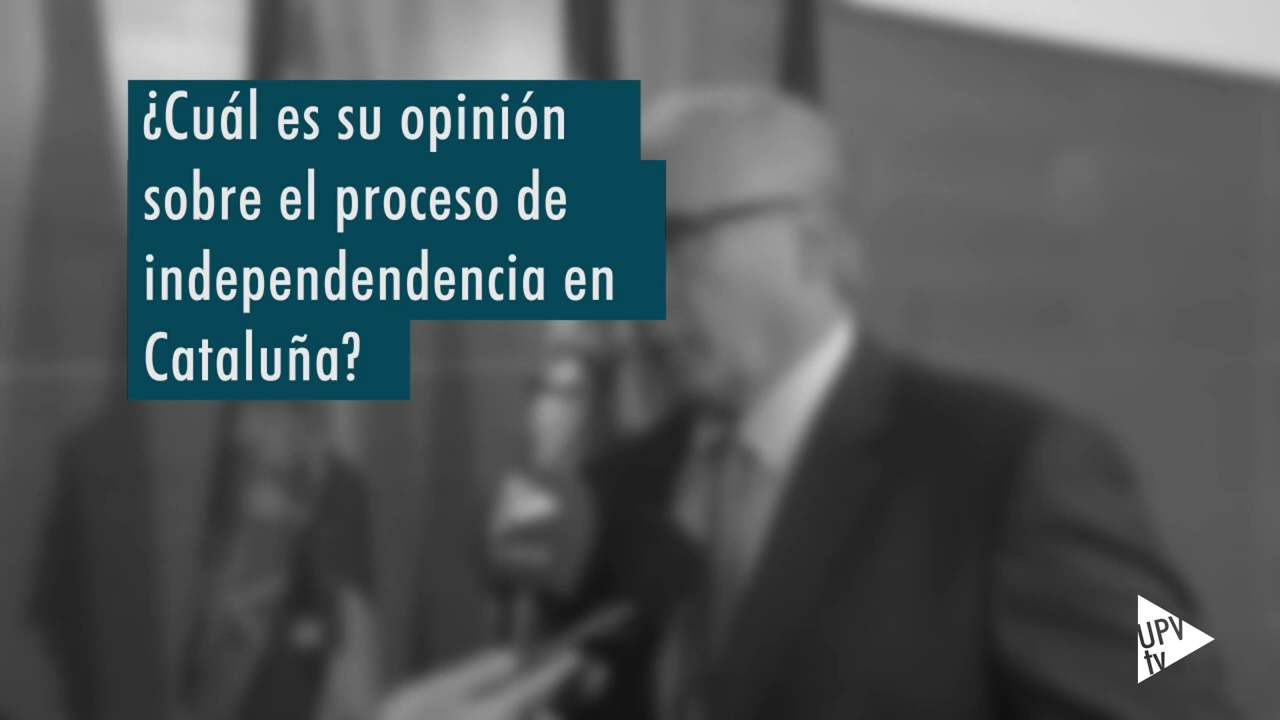 ¿Cuál es su opinión
sobre el proceso de
independendencia en
Cataluña?
UPV
tv